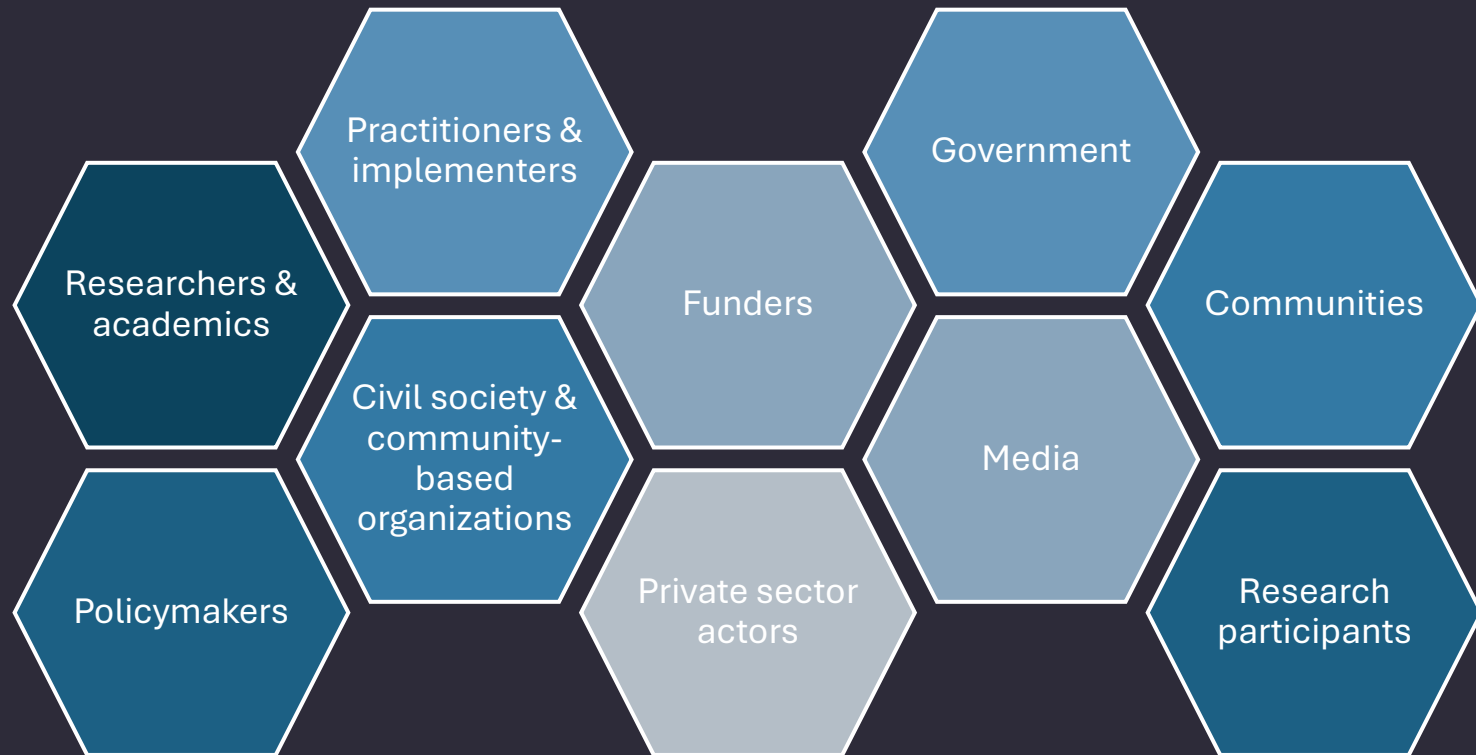 Practitioners &
implementers
Government
Researchers &
academics
Funders
Communities
Civil society &
community-
based
organizations
Media
Policymakers
Private sector
actors
Research
participants